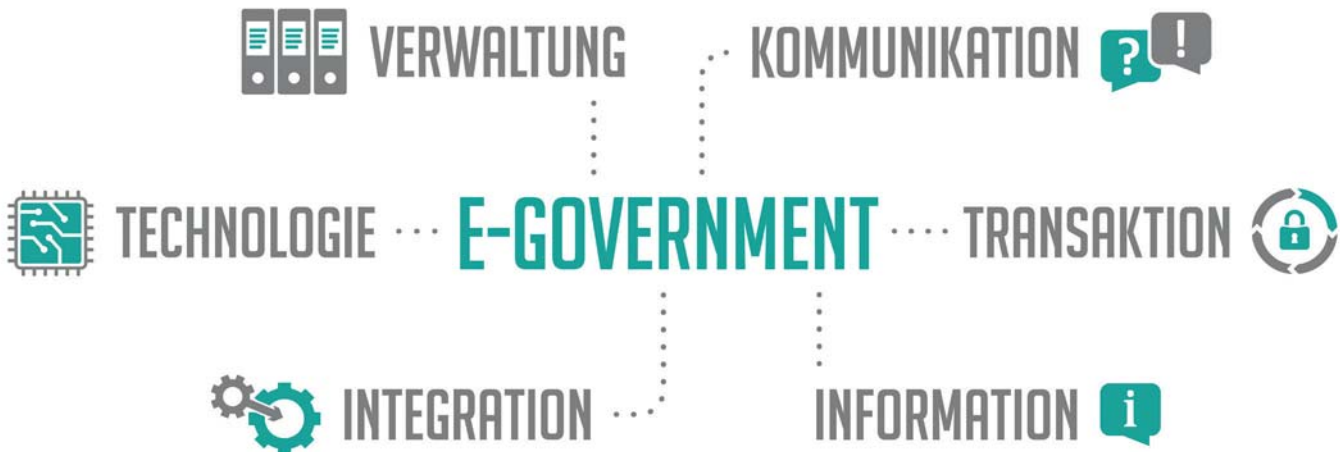 VERWALTUNG
KOMMUNIKATION
?
!
TECHNOLOGIE
E-GOVERNMENT
TRANSAKTION
INTEGRATION
INFORMATION
i